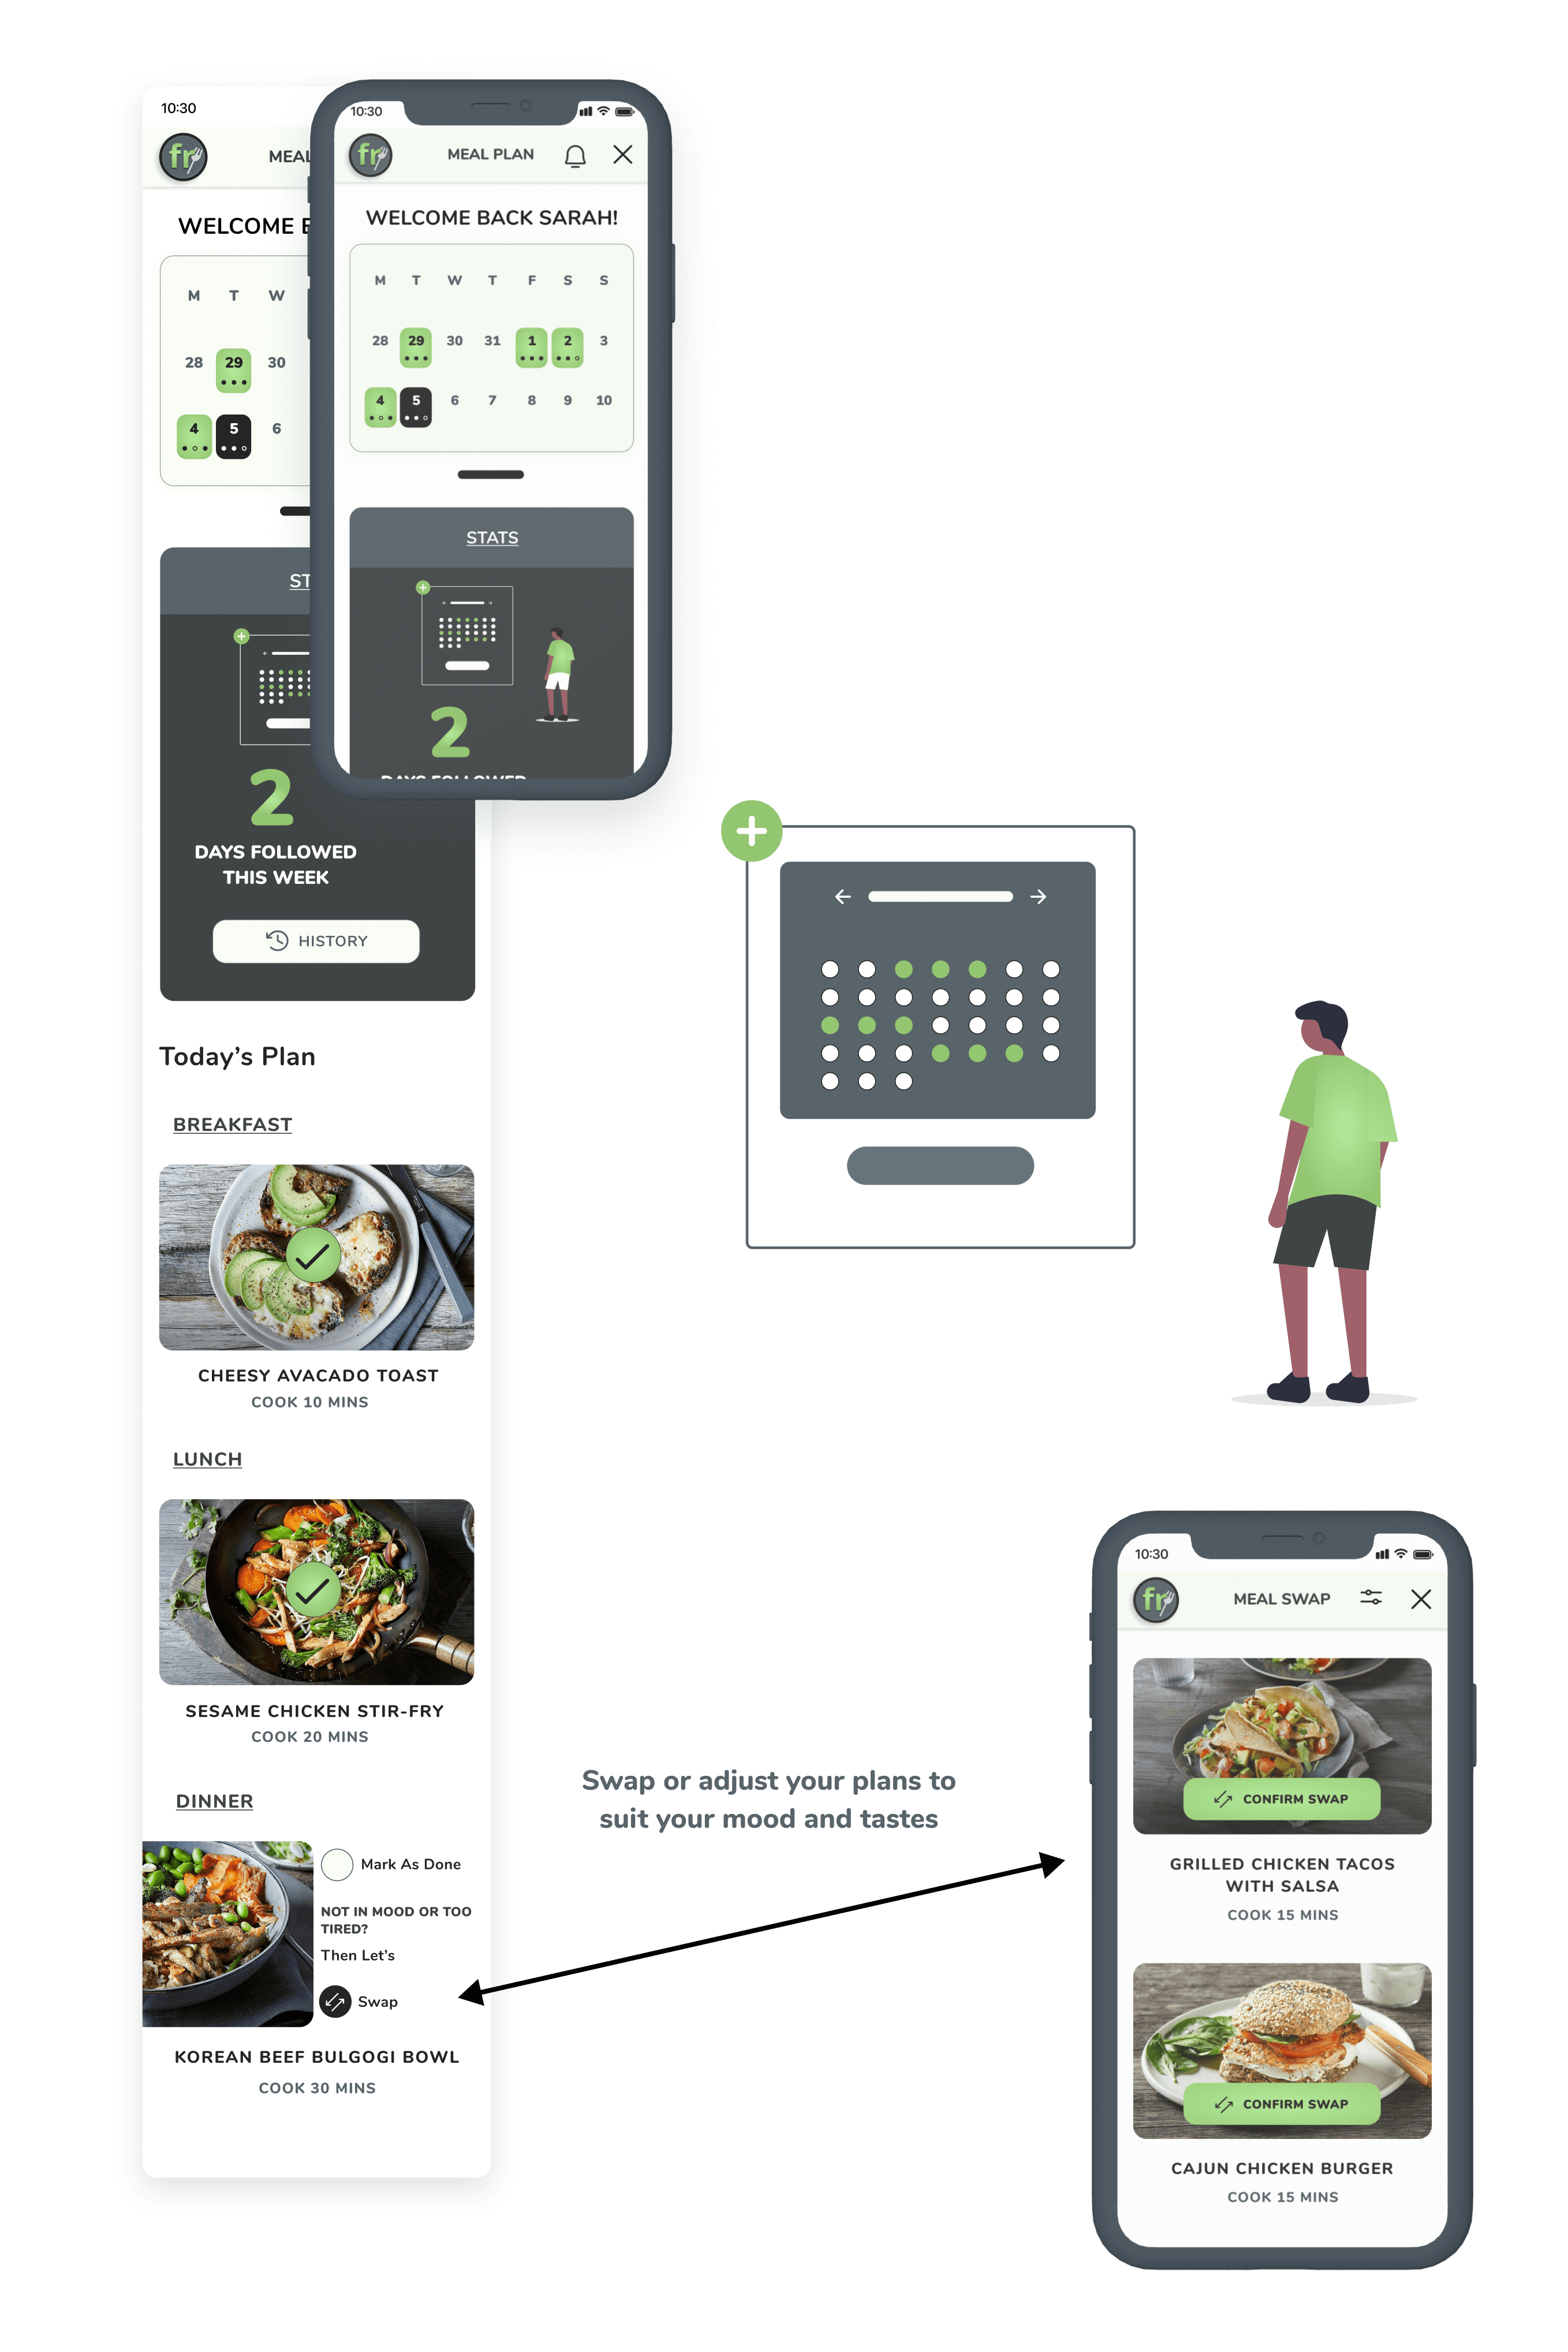 10:30
fr
MEAL
WELCOME B
M T W
28 29 30
4 5 6
ST
2
DAYS FOLLOWED
THIS WEEK
HISTORY
Today's Plan
BREAKFAST
CHEESY AVACADO TOAST
COOK 10 MINS
LUNCH
SESAME CHICKEN STIR-FRY
COOK 20 MINS
DINNER
Mark As Done
NOT IN MOOD OR TOO
TIRED?
Then Let's
Swap
KOREAN BEEF BULGOGI BOWL
COOK 30 MINS
10:30
fr
MEAL PLAN
WELCOME BACK SARAH!
M T W T F S S
28 29 30 31 1 2 3
4 5 6 7 8 9 10
STATS
2
DAYS FOLLOWED
Swap or adjust your plans to
suit your mood and tastes
10:30
fr
MEAL SWAP
CONFIRM SWAP
GRILLED CHICKEN TACOS
WITH SALSA
COOK 15 MINS
CONFIRM SWAP
CAJUN CHICKEN BURGER
COOK 15 MINS